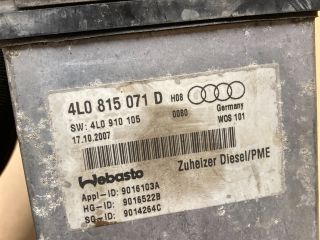 4L0 815 071 D H08
SW: 4L0 910 105 0080 Germany
17.10.2007 WOS 101
Webasto Zuheizer Diesel/PME
Appl-ID: 9016103A
HG-ID: 9016522B
SG-ID: 9014264C